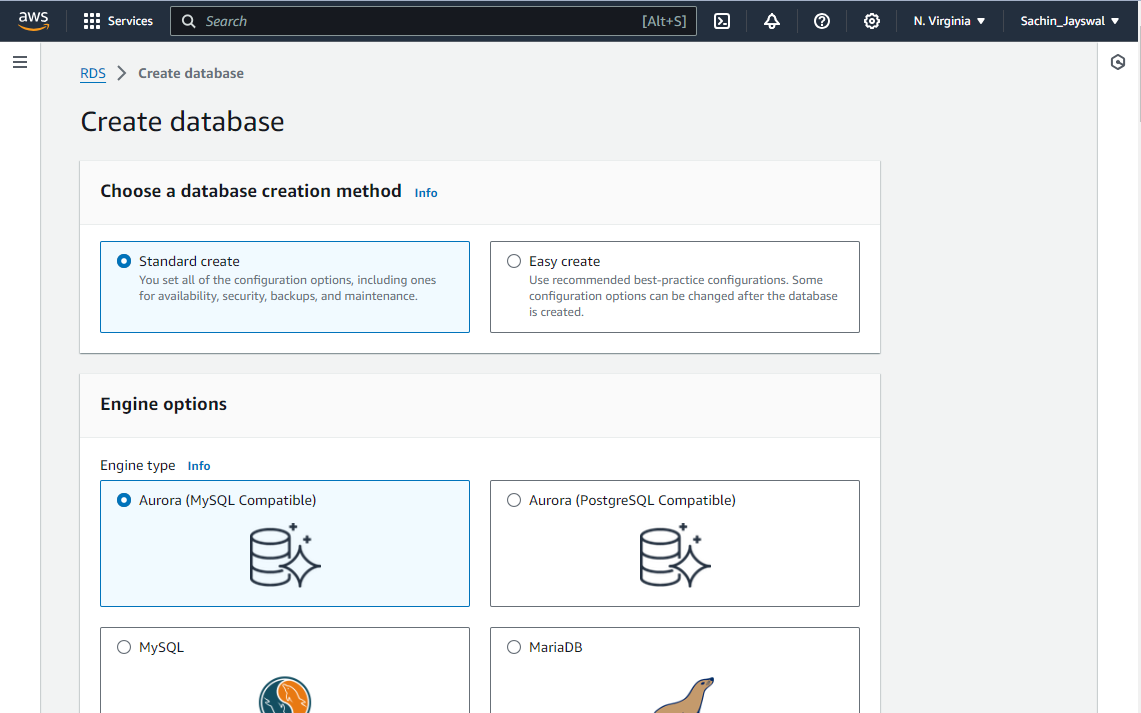 aws
Services
Search
[Alt+S]
N. Virginia
Sachin_Jayswal
RDS
Create database
Create database
Choose a database creation method Info
Standard create
You set all of the configuration options, including ones
for availability, security, backups, and maintenance.
Easy create
Use recommended best-practice configurations. Some
configuration options can be changed after the database
is created.
Engine options
Engine type Info
Aurora (MySQL Compatible)
Aurora (PostgreSQL Compatible)
MySQL
MariaDB